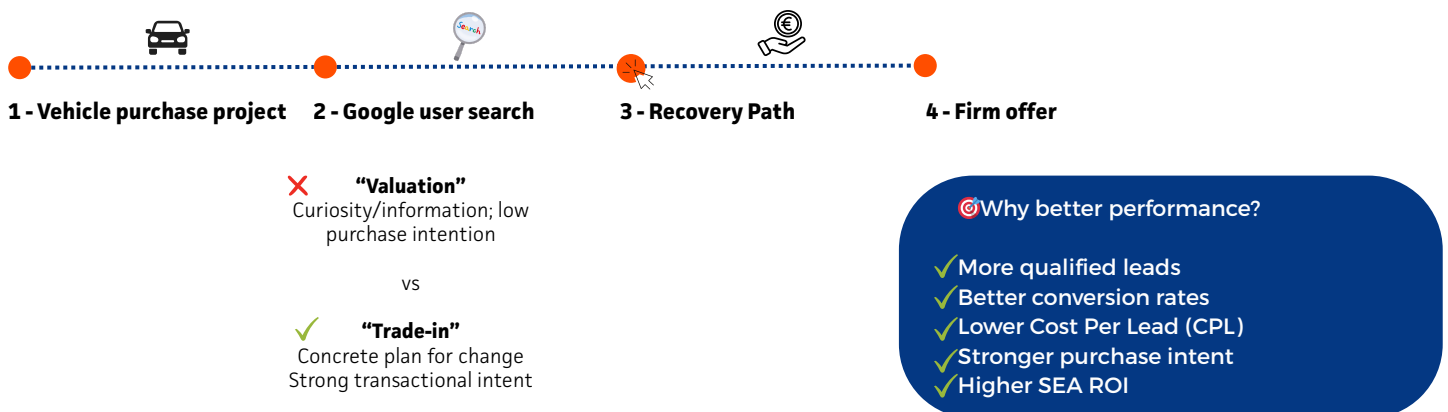 Search
€
1 - Vehicle purchase project
2 - Google user search
3 - Recovery Path
4 - Firm offer
“Valuation”
Curiosity/information; low
purchase intention
vs
“Trade-in”
Concrete plan for change
Strong transactional intent
Why better performance?
More qualified leads
Better conversion rates
Lower Cost Per Lead (CPL)
Stronger purchase intent
Higher SEA ROI